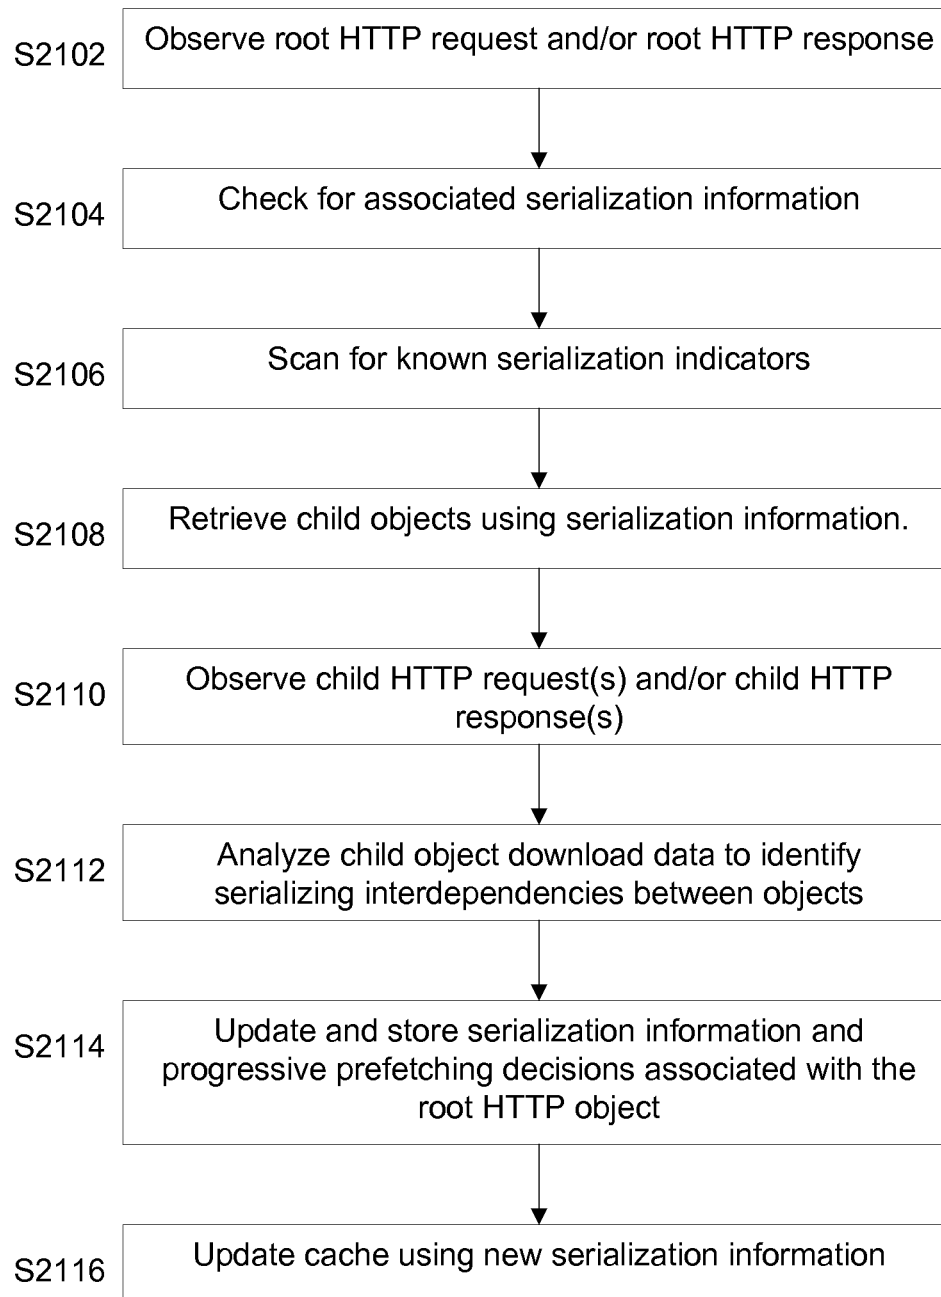 S2102
Observe root HTTP request and/or root HTTP response
S2104
Check for associated serialization information
S2106
Scan for known serialization indicators
S2108
Retrieve child objects using serialization information.
S2110
Observe child HTTP request(s) and/or child HTTP
response(s)
S2112
Analyze child object download data to identify
serializing interdependencies between objects
S2114
Update and store serialization information and
progressive prefetching decisions associated with the
root HTTP object
S2116
Update cache using new serialization information